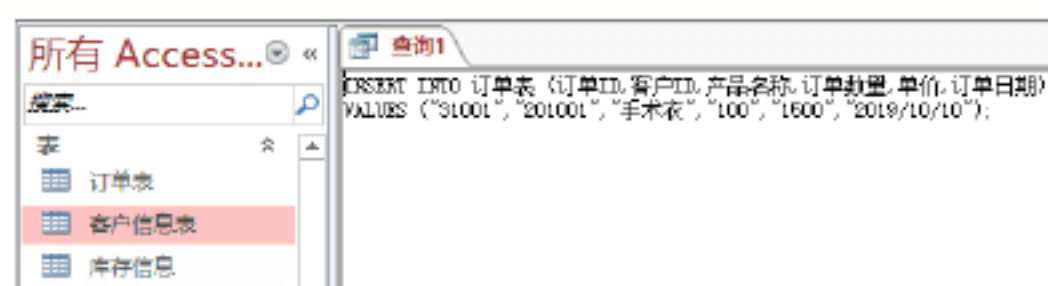 所有 Access... «
查询1
搜索...
INSERT INTO 订单表 (订单ID,客户ID,产品名称,订单数量,单价,订单日期)
VALUES ("31001","201001","手术衣","100","1500","2019/10/10");
表
订单表
客户信息表
库存信息